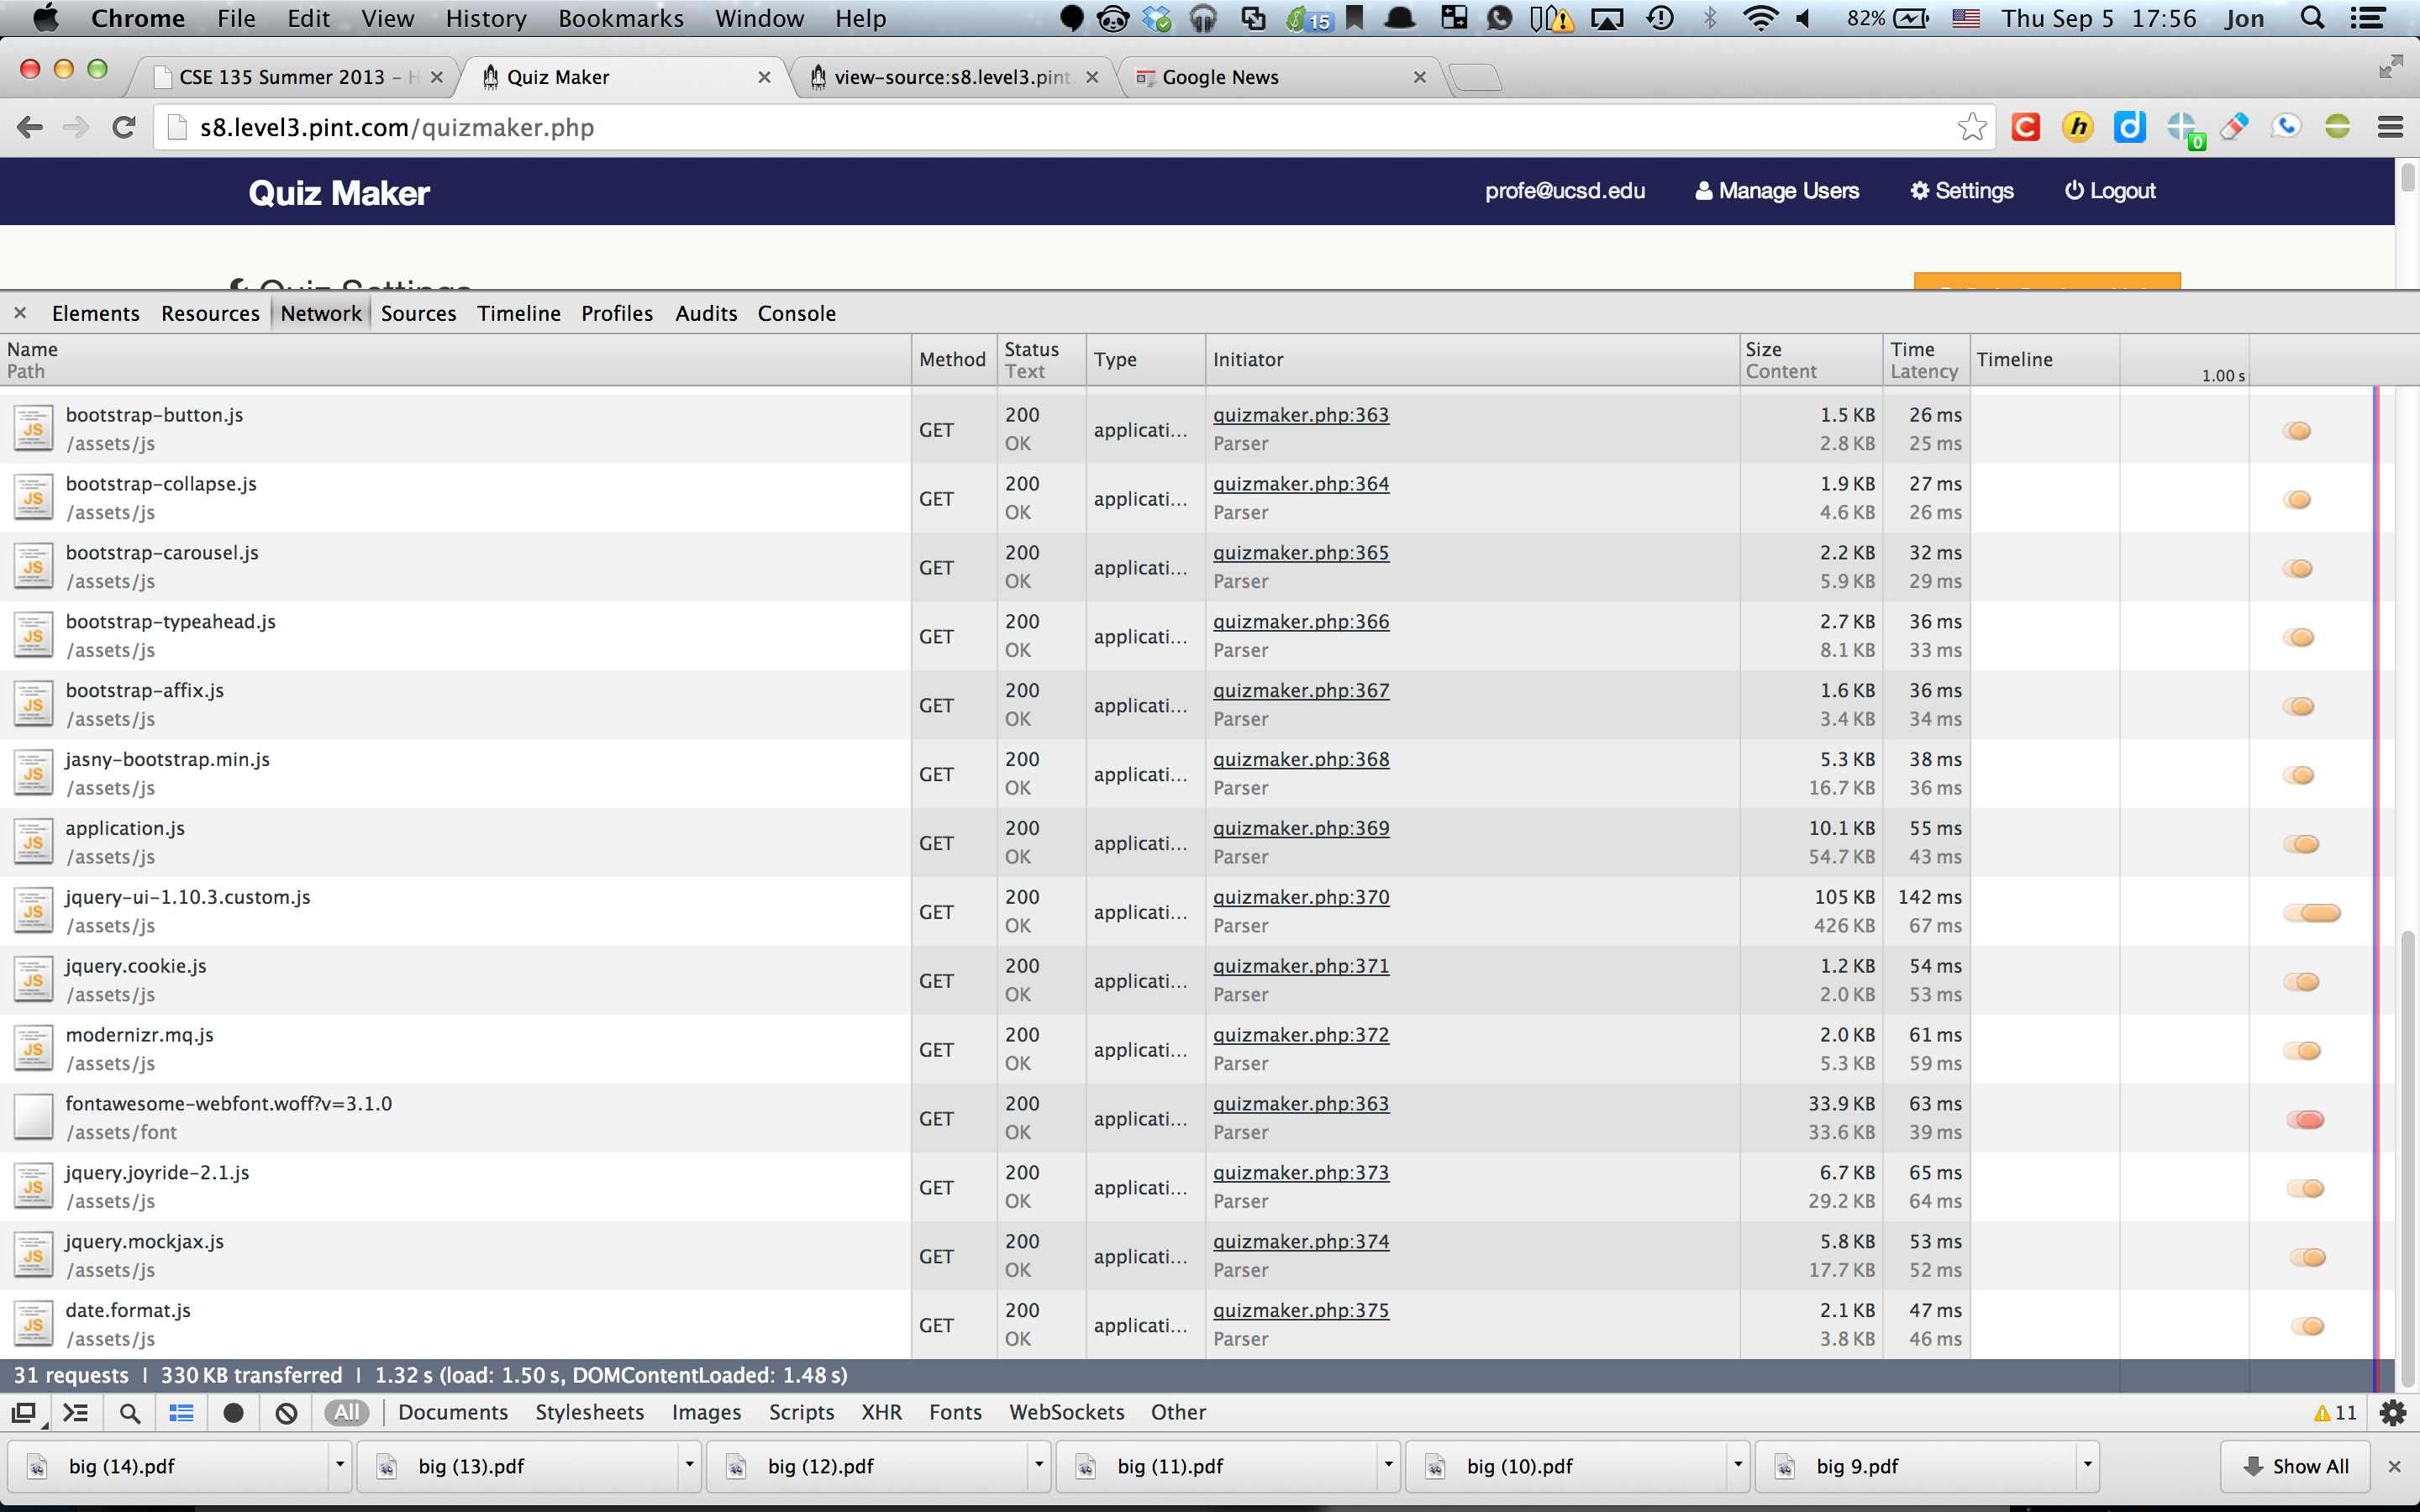 Chrome File Edit View History Bookmarks Window Help 15 82% Thu Sep 5 17:56 Jon
CSE 135 Summer 2013 – H Quiz Maker view-source:s8.level3.pint. Google News
s8.level3.pint.com/quizmaker.php C h d 0
Quiz Maker profe@ucsd.edu Manage Users Settings Logout
Quiz Settings
Elements Resources Network Sources Timeline Profiles Audits Console
Name Method Status Type Initiator Size Time Timeline
Path Text Content Latency 1.00 s
bootstrap-button.js GET 200 applicati... quizmaker.php:363 1.5 KB 26 ms
/assets/js OK Parser 2.8 KB 25 ms
bootstrap-collapse.js GET 200 applicati... quizmaker.php:364 1.9 KB 27 ms
/assets/js OK Parser 4.6 KB 26 ms
bootstrap-carousel.js GET 200 applicati... quizmaker.php:365 2.2 KB 32 ms
/assets/js OK Parser 5.9 KB 29 ms
bootstrap-typeahead.js GET 200 applicati... quizmaker.php:366 2.7 KB 36 ms
/assets/js OK Parser 8.1 KB 33 ms
bootstrap-affix.js GET 200 applicati... quizmaker.php:367 1.6 KB 36 ms
/assets/js OK Parser 3.4 KB 34 ms
jasny-bootstrap.min.js GET 200 applicati... quizmaker.php:368 5.3 KB 38 ms
/assets/js OK Parser 16.7 KB 36 ms
application.js GET 200 applicati... quizmaker.php:369 10.1 KB 55 ms
/assets/js OK Parser 54.7 KB 43 ms
jquery-ui-1.10.3.custom.js GET 200 applicati... quizmaker.php:370 105 KB 142 ms
/assets/js OK Parser 426 KB 67 ms
jquery.cookie.js GET 200 applicati... quizmaker.php:371 1.2 KB 54 ms
/assets/js OK Parser 2.0 KB 53 ms
modernizr.mq.js GET 200 applicati... quizmaker.php:372 2.0 KB 61 ms
/assets/js OK Parser 5.3 KB 59 ms
fontawesome-webfont.woff?v=3.1.0 GET 200 applicati... quizmaker.php:363 33.9 KB 63 ms
/assets/font OK Parser 33.6 KB 39 ms
jquery.joyride-2.1.js GET 200 applicati... quizmaker.php:373 6.7 KB 65 ms
/assets/js OK Parser 29.2 KB 64 ms
jquery.mockjax.js GET 200 applicati... quizmaker.php:374 5.8 KB 53 ms
/assets/js OK Parser 17.7 KB 52 ms
date.format.js GET 200 applicati... quizmaker.php:375 2.1 KB 47 ms
/assets/js OK Parser 3.8 KB 46 ms
31 requests | 330 KB transferred | 1.32 s (load: 1.50 s, DOMContentLoaded: 1.48 s)
All Documents Stylesheets Images Scripts XHR Fonts WebSockets Other 11
big (14).pdf big (13).pdf big (12).pdf big (11).pdf big (10).pdf big 9.pdf Show All